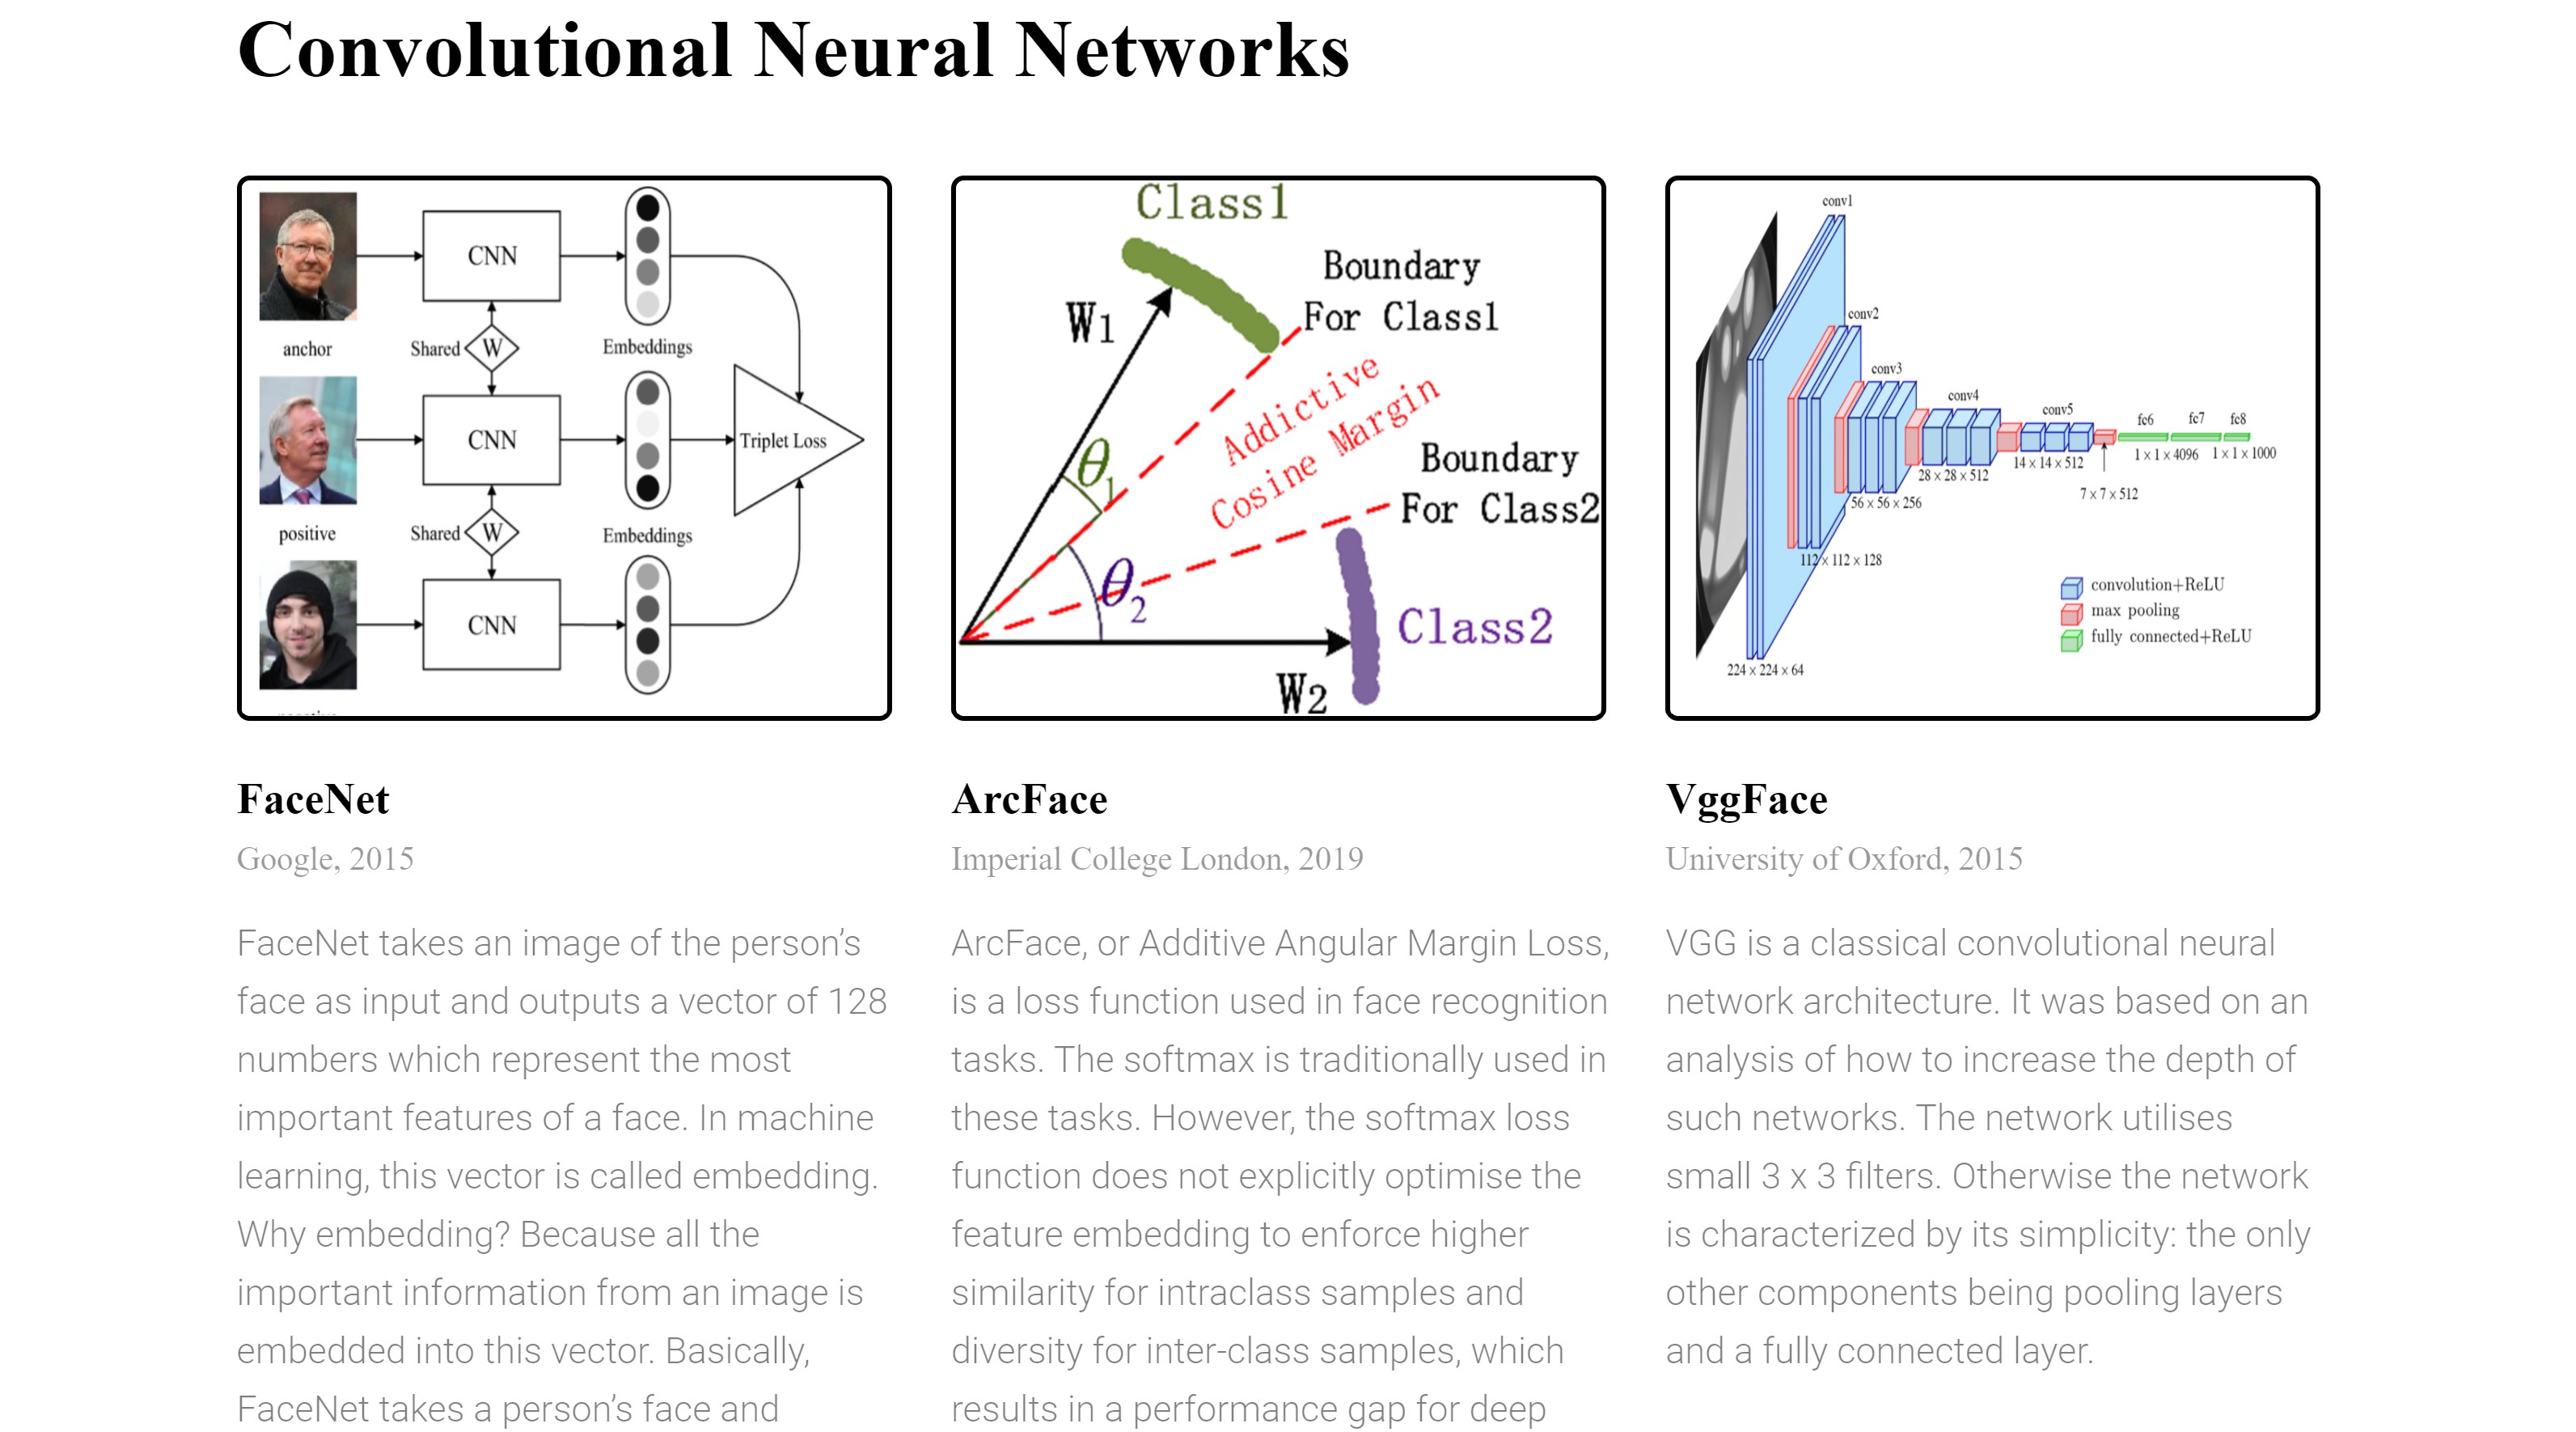 Convolutional Neural Networks
CNN
anchor
Shared
W
Embeddings
CNN
Triplet Loss
positive
Shared
W
Embeddings
CNN
Class1
Boundary
For Class1
W1
Addictive
Cosine Margin
θ1
Boundary
For Class2
θ2
Class2
W2
conv1
conv2
conv3
conv4
conv5
fc6
fc7
fc8
1 x 1 x 4096
1 x 1 x 1000
14 x 14 x 512
28 x 28 x 512
7 x 7 x 512
56 x 56 x 256
112 x 112 x 128
convolution+ReLU
max pooling
fully connected+ReLU
224 x 224 x 64
FaceNet
Google, 2015
FaceNet takes an image of the person’s
face as input and outputs a vector of 128
numbers which represent the most
important features of a face. In machine
learning, this vector is called embedding.
Why embedding? Because all the
important information from an image is
embedded into this vector. Basically,
FaceNet takes a person’s face and
ArcFace
Imperial College London, 2019
ArcFace, or Additive Angular Margin Loss,
is a loss function used in face recognition
tasks. The softmax is traditionally used in
these tasks. However, the softmax loss
function does not explicitly optimise the
feature embedding to enforce higher
similarity for intraclass samples and
diversity for inter-class samples, which
results in a performance gap for deep
VggFace
University of Oxford, 2015
VGG is a classical convolutional neural
network architecture. It was based on an
analysis of how to increase the depth of
such networks. The network utilises
small 3 x 3 filters. Otherwise the network
is characterized by its simplicity: the only
other components being pooling layers
and a fully connected layer.